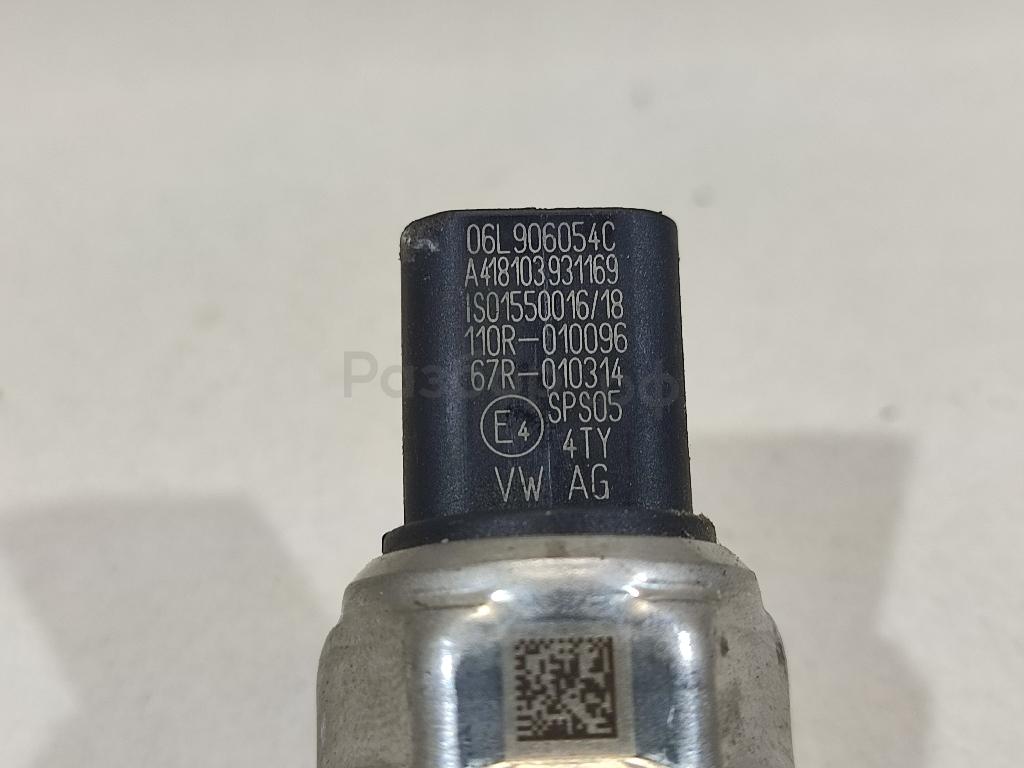 06L906054C
A418103931169
ISO1550016/18
110R-010096
67R-010314
SPS05
E4
4TY
VW AG